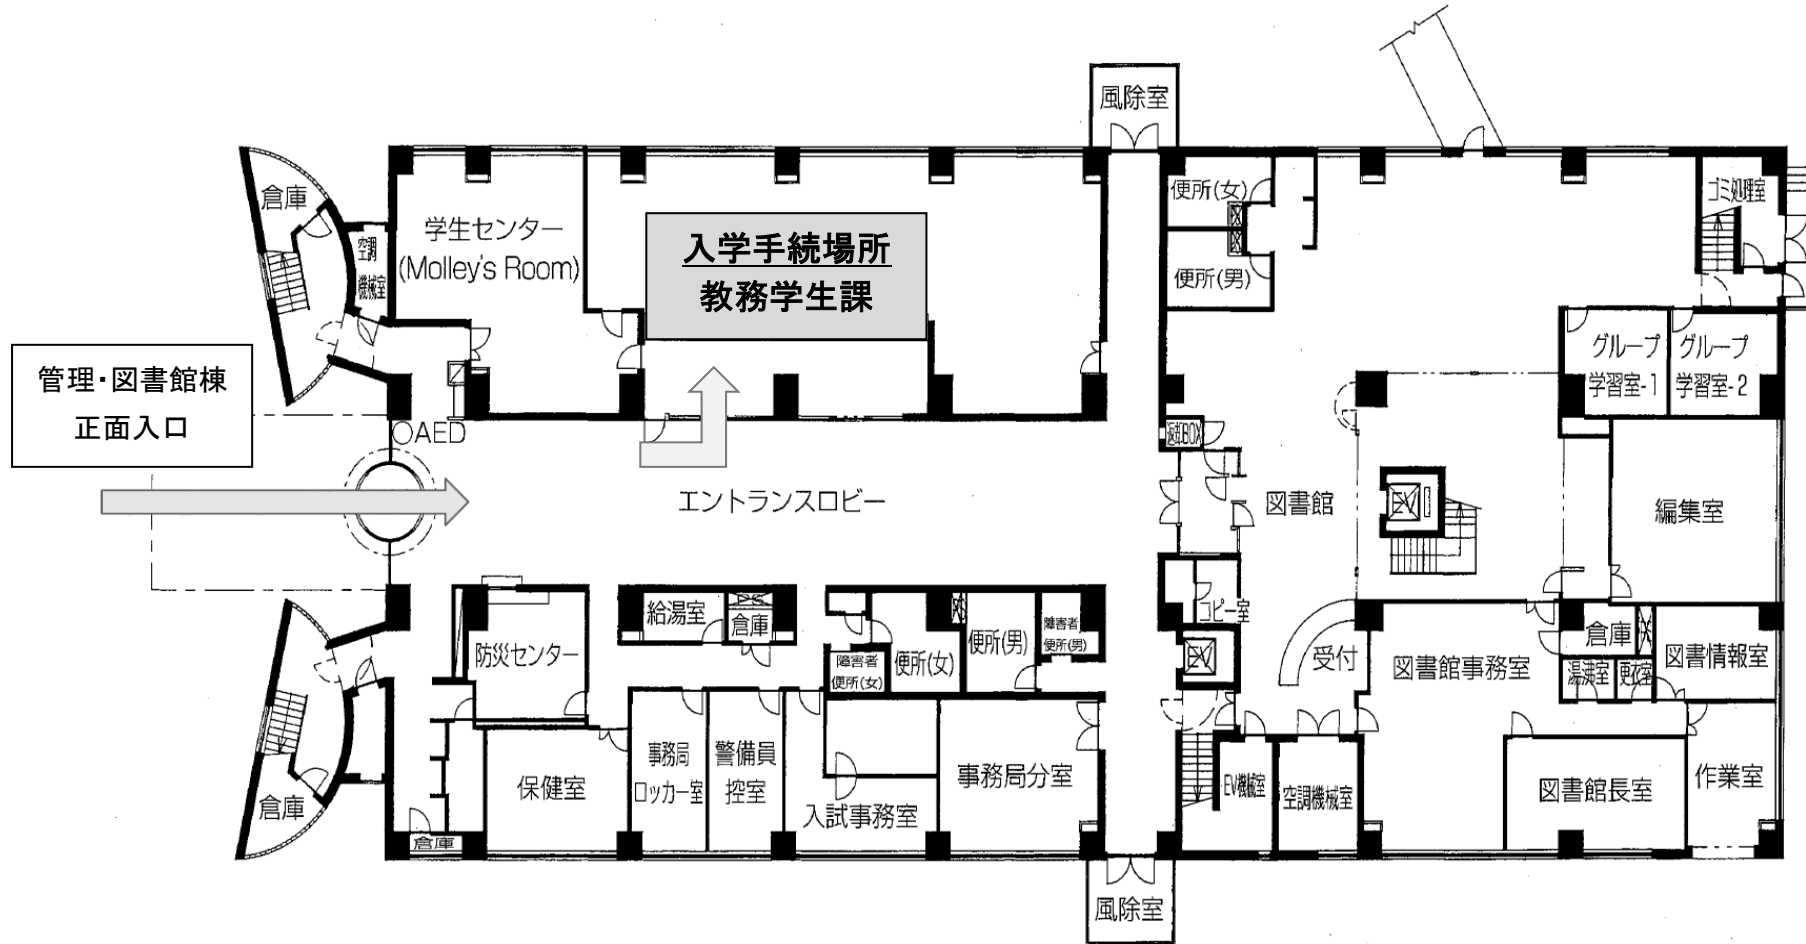 風除室
倉庫
空調
機械室
学生センター
(Molley's Room)
入学手続場所
教務学生課
便所(女)
便所(男)
ゴミ処理室
グループ
学習室-1
グループ
学習室-2
管理・図書館棟
正面入口
AED
返却BOX
エントランスロビー
図書館
EV
編集室
コピー室
給湯室
倉庫
防災センター
障害者
便所(女)
便所(女)
便所(男)
障害者
便所(男)
EV
受付
図書館事務室
倉庫
湯沸室
更衣室
図書情報室
保健室
事務局
ロッカー室
警備員
控室
入試事務室
事務局分室
EV機械室
空調機械室
図書館長室
作業室
倉庫
倉庫
風除室